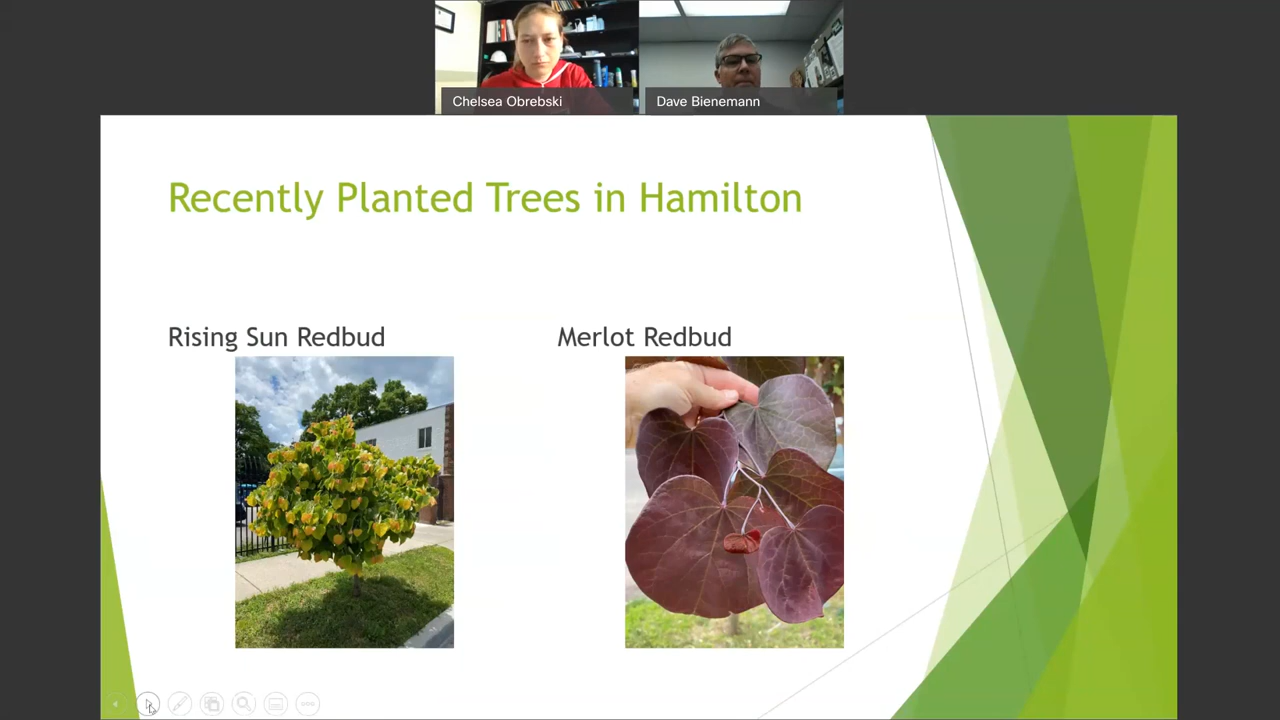 Chelsea Obrebski
Dave Bienemann
Recently Planted Trees in Hamilton
Rising Sun Redbud
Merlot Redbud